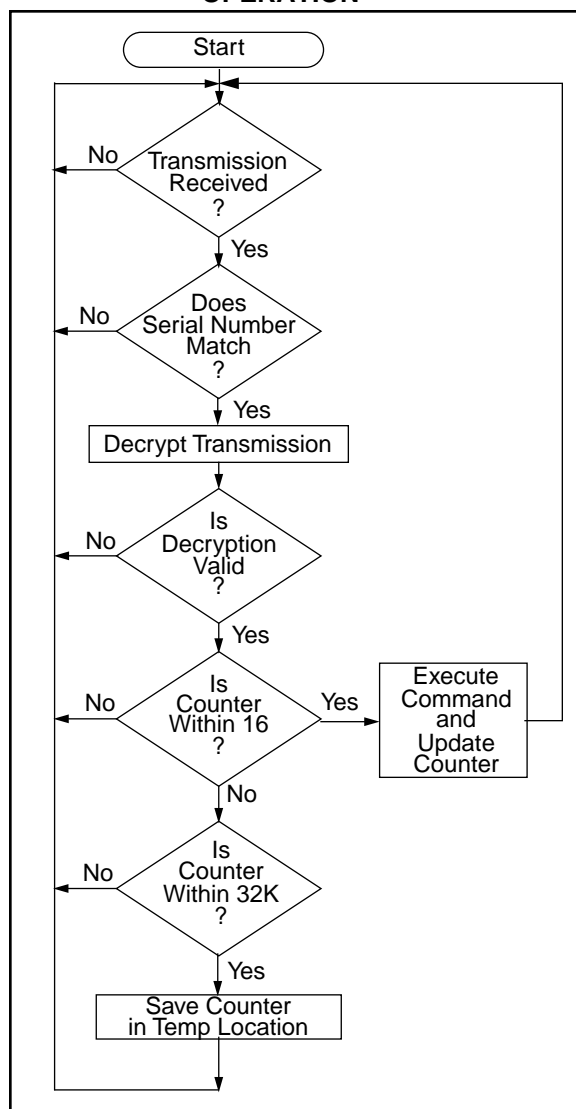 OPERATION
Start
No
Transmission
Received
?
Yes
No
Does
Serial Number
Match
?
Yes
Decrypt Transmission
No
Is
Decryption
Valid
?
Yes
No
Is
Counter
Within 16
?
Yes
Execute
Command
and
Update
Counter
No
No
Is
Counter
Within 32K
?
Yes
Save Counter
in Temp Location